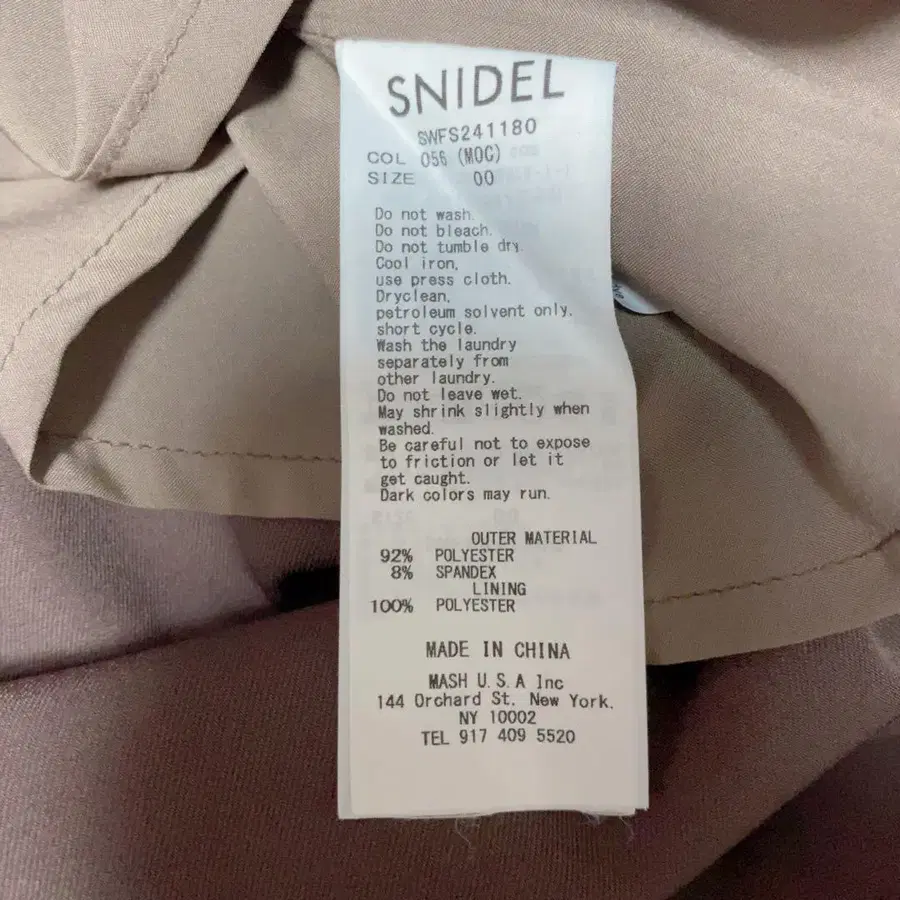 SNIDEL
SWFS241180
COL 056 (MOC)
SIZE 00
Do not wash.
Do not bleach.
Do not tumble dry.
Cool iron,
use press cloth.
Dryclean,
petroleum solvent only,
short cycle.
Wash the laundry
separately from
other laundry.
Do not leave wet.
May shrink slightly when
washed.
Be careful not to expose
to friction or let it
get caught.
Dark colors may run.
OUTER MATERIAL
92% POLYESTER
8% SPANDEX
LINING
100% POLYESTER
MADE IN CHINA
MASH U.S.A Inc
144 Orchard St. New York.
NY 10002
TEL 917 409 5520